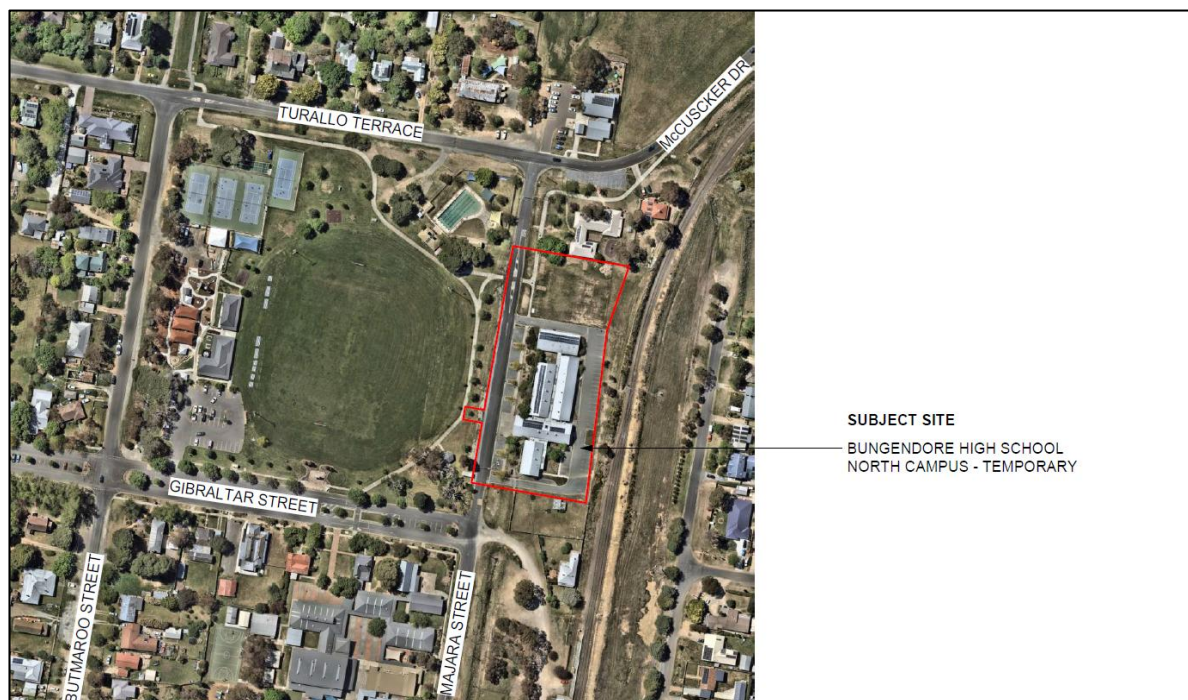 TURALLO TERRACE
McCUSCKER DR
GIBRALTAR STREET
BUTMAROO STREET
MAJARA STREET
SUBJECT SITE
BUNGENDORE HIGH SCHOOL
NORTH CAMPUS - TEMPORARY